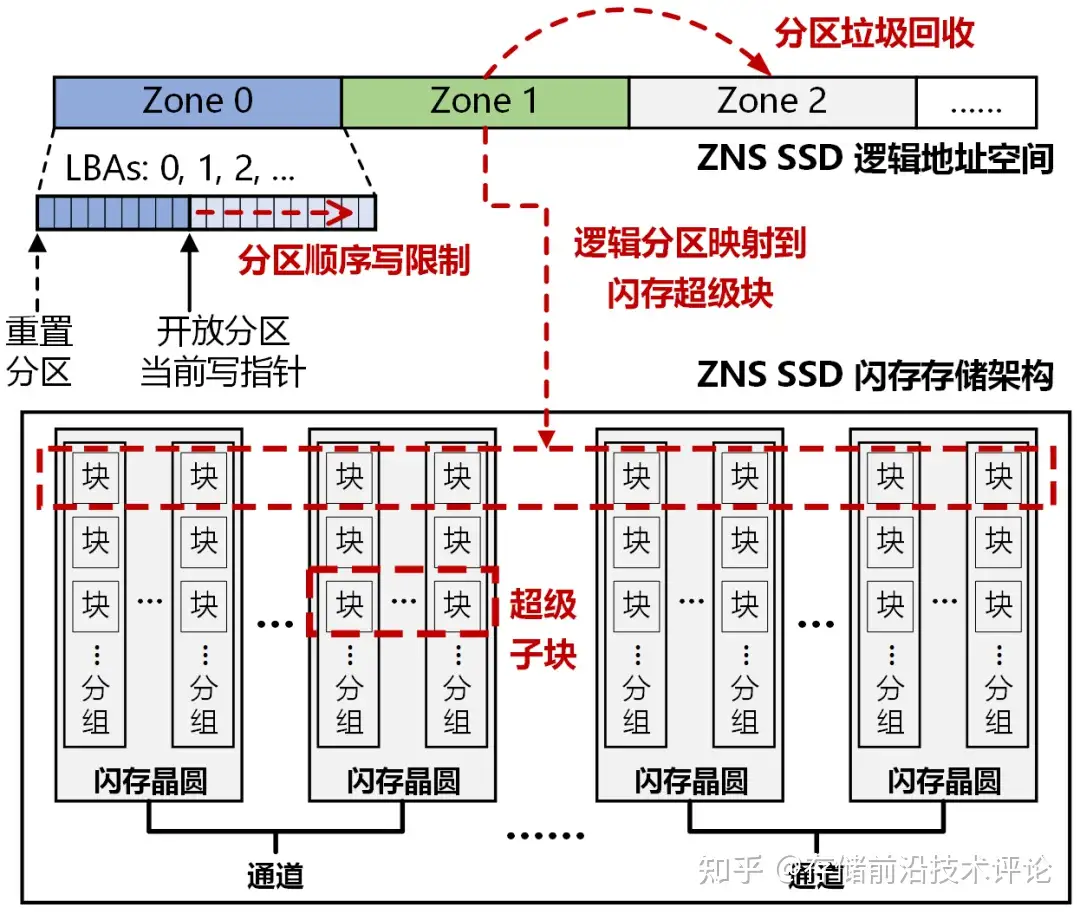 分区垃圾回收
Zone 0
Zone 1
Zone 2
......
ZNS SSD 逻辑地址空间
LBAs: 0, 1, 2, ...
分区顺序写限制
逻辑分区映射到
闪存超级块
重置
分区
开放分区
当前写指针
ZNS SSD 闪存存储架构
块 块 块 块 块 块 块 块
块 块 块 块 块 块 块 块
块 ... 块 ... 块 ... 块 超级 块 ... 块 ... 块 ... 块
子块
⋮ ⋮ ⋮ ⋮ ⋮ ⋮ ⋮ ⋮
分 分 分 分 分 分 分 分
组 组 组 组 组 组 组 组
闪存晶圆 闪存晶圆 闪存晶圆 闪存晶圆
......
通道 通道
知乎 @存储前沿技术评论